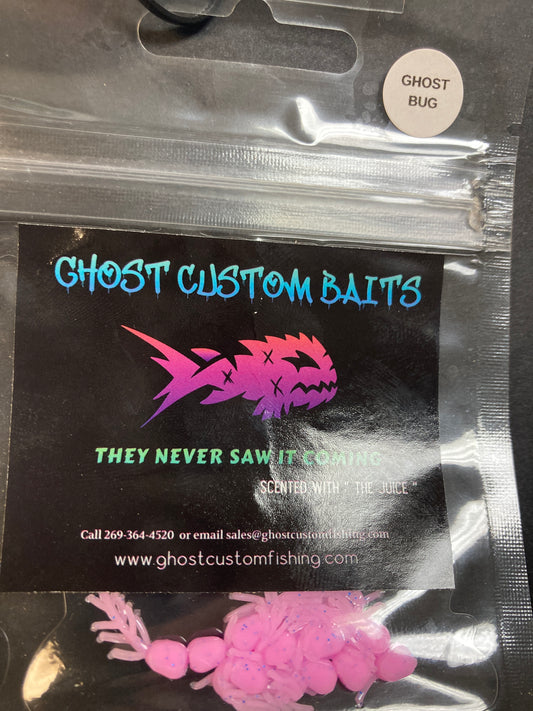 GHOST
BUG
GHOST CUSTOM BAITS
THEY NEVER SAW IT COMING
SCENTED WITH " THE JUICE "
Call 269-364-4520 or email sales@ghostcustomfishing.com
www.ghostcustomfishing.com